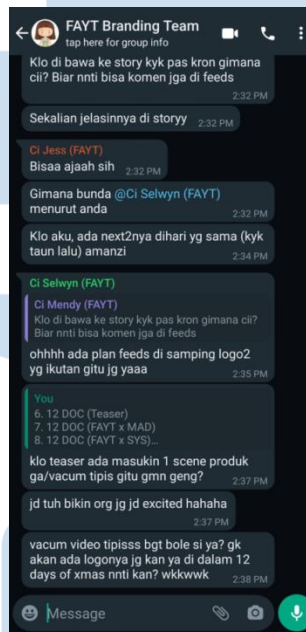 FAYT Branding Team
tap here for group info
Klo di bawa ke story kyk pas kron gimana
cii? Biar nnti bisa komen jga di feeds
2:32 PM
Sekalian jelasinnya di storyy
2:32 PM
Ci Jess (FAYT)
Bisaa ajaah sih
2:32 PM
Gimana bunda @Ci Selwyn (FAYT)
menurut anda
2:32 PM
Klo aku, ada next2nya dihari yg sama (kyk
taun lalu) amanzi
2:34 PM
Ci Selwyn (FAYT)
Ci Mendy (FAYT)
Klo di bawa ke story kyk pas kron gimana cii?
Biar nnti bisa komen jga di feeds
ohhhh ada plan feeds di samping logo2
yg ikutan gitu jg yaaa
2:35 PM
You
6. 12 DOC (Teaser)
7. 12 DOC (FAYT x MAD)
8. 12 DOC (FAYT x SYS)...
klo teaser ada masukin 1 scene produk
ga/vacum tipis gitu gmn geng?
2:37 PM
jd tuh bikin org jg jd excited hahaha
2:37 PM
vacum video tipisss bgt bole si ya? gk
akan ada logonya jg kan ya di dalam 12
days of xmas nnti kan? wkkwwk
2:38 PM
Message